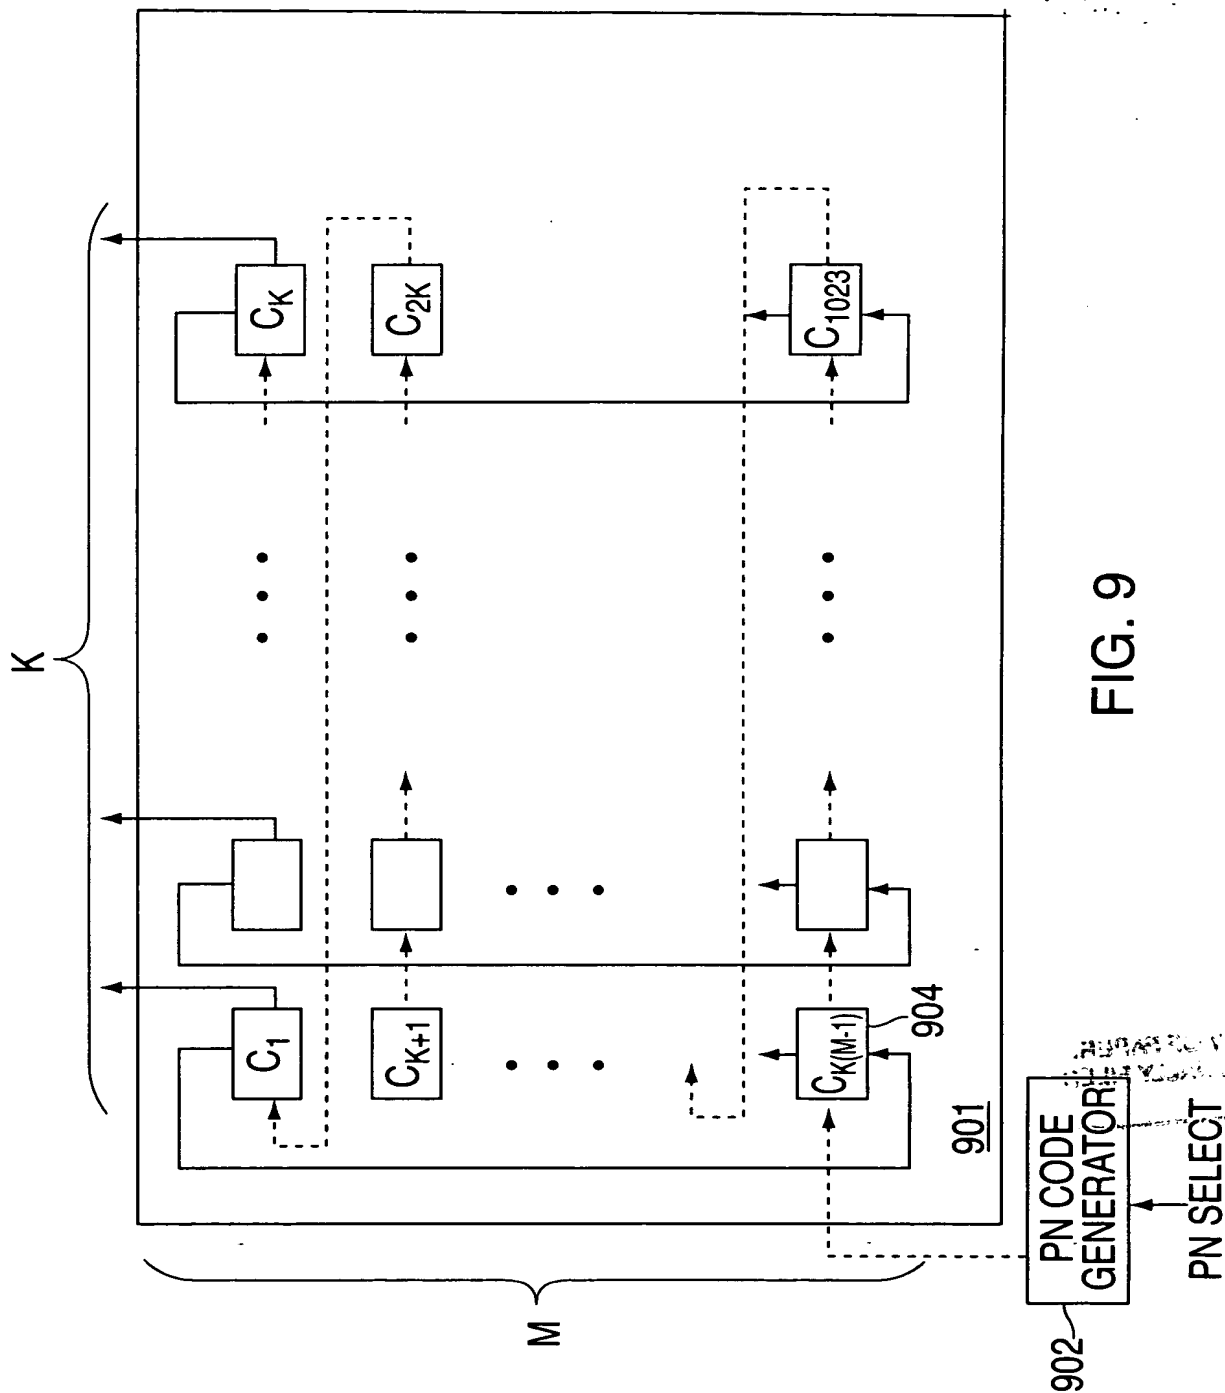 K
M
C1
CK
CK+1
C2K
CK(M-1)
C1023
904
901
902
PN CODE
GENERATOR
PN SELECT
FIG. 9